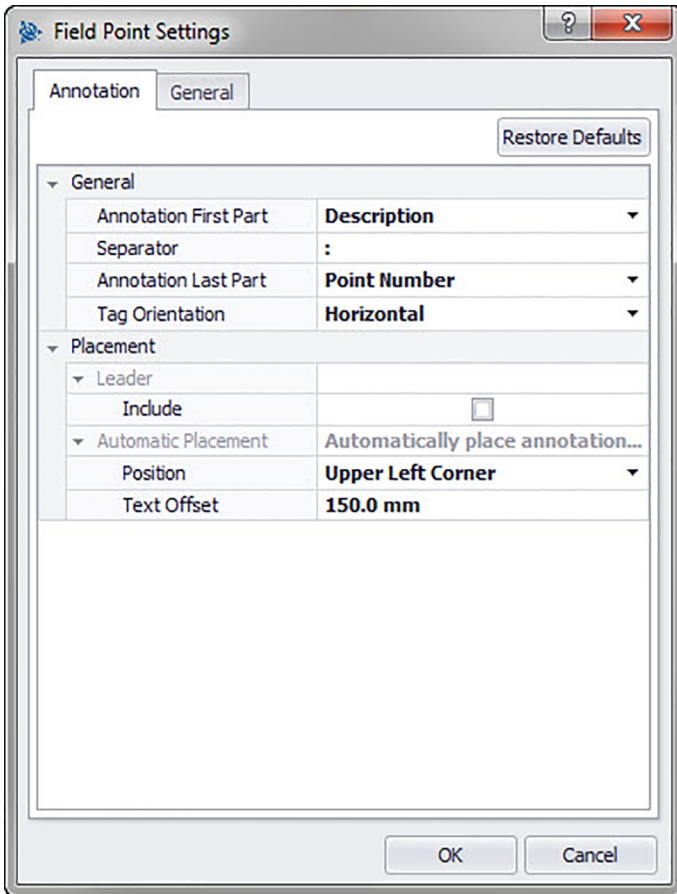 Field Point Settings
?
X
Annotation General
Restore Defaults
General
Annotation First Part Description
Separator :
Annotation Last Part Point Number
Tag Orientation Horizontal
Placement
Leader
Include
Automatic Placement Automatically place annotation...
Position Upper Left Corner
Text Offset 150.0 mm
OK Cancel